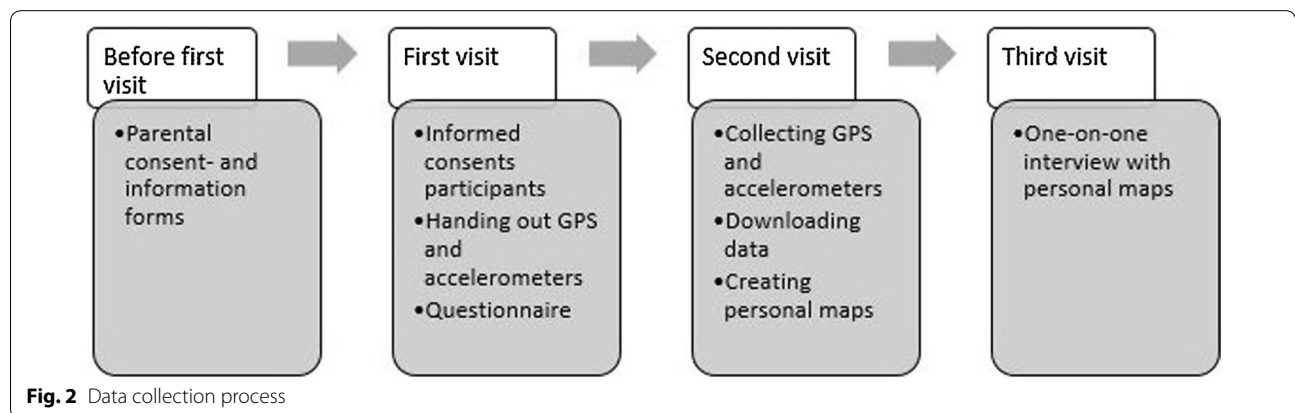 Before first
visit
•Parental
consent- and
information
forms
First visit
•Informed
consents
participants
•Handing out GPS
and
accelerometers
•Questionnaire
Second visit
•Collecting GPS
and
accelerometers
•Downloading
data
•Creating
personal maps
Third visit
•One-on-one
interview with
personal maps
Fig. 2 Data collection process